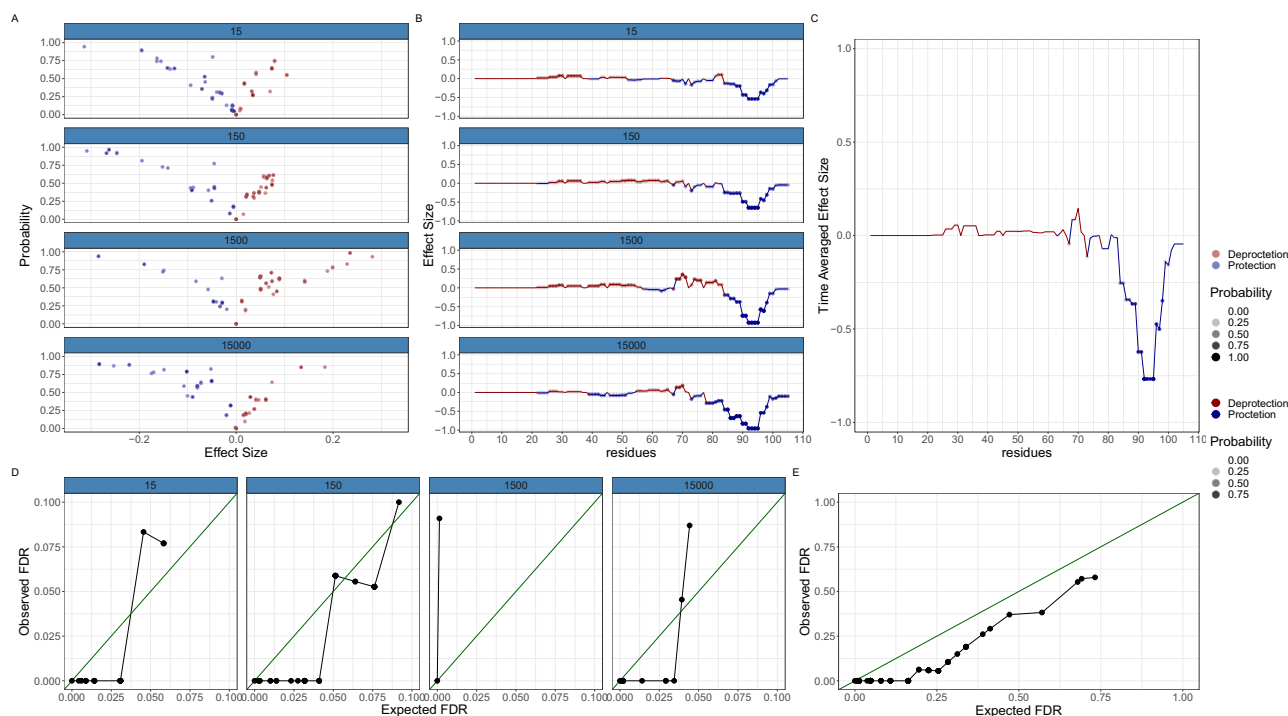 A
15
1.00
0.75
0.50
0.25
0.00
150
1.00
0.75
0.50
0.25
0.00
1500
1.00
0.75
0.50
0.25
0.00
15000
1.00
0.75
0.50
0.25
0.00
−0.2
0.0
0.2
Probability
Effect Size
B
15
1.0
0.5
0.0
−0.5
−1.0
150
1.0
0.5
0.0
−0.5
−1.0
1500
1.0
0.5
0.0
−0.5
−1.0
15000
1.0
0.5
0.0
−0.5
−1.0
0 10 20 30 40 50 60 70 80 90 100 110
Effect Size
residues
C
1.0
0.5
0.0
−0.5
−1.0
0 10 20 30 40 50 60 70 80 90 100 110
Time Averaged Effect Size
residues
Deproctetion
Protection
Probability
0.00
0.25
0.50
0.75
1.00
Deprotection
Proctetion
Probability
0.00
0.25
0.50
0.75
D
15
150
1500
15000
0.100
0.075
0.050
0.025
0.000
0.000 0.025 0.050 0.075 0.100
0.000 0.025 0.050 0.075 0.100
0.000 0.025 0.050 0.075 0.100
0.000 0.025 0.050 0.075 0.100
Observed FDR
Expected FDR
E
1.00
0.75
0.50
0.25
0.00
0.00 0.25 0.50 0.75 1.00
Observed FDR
Expected FDR